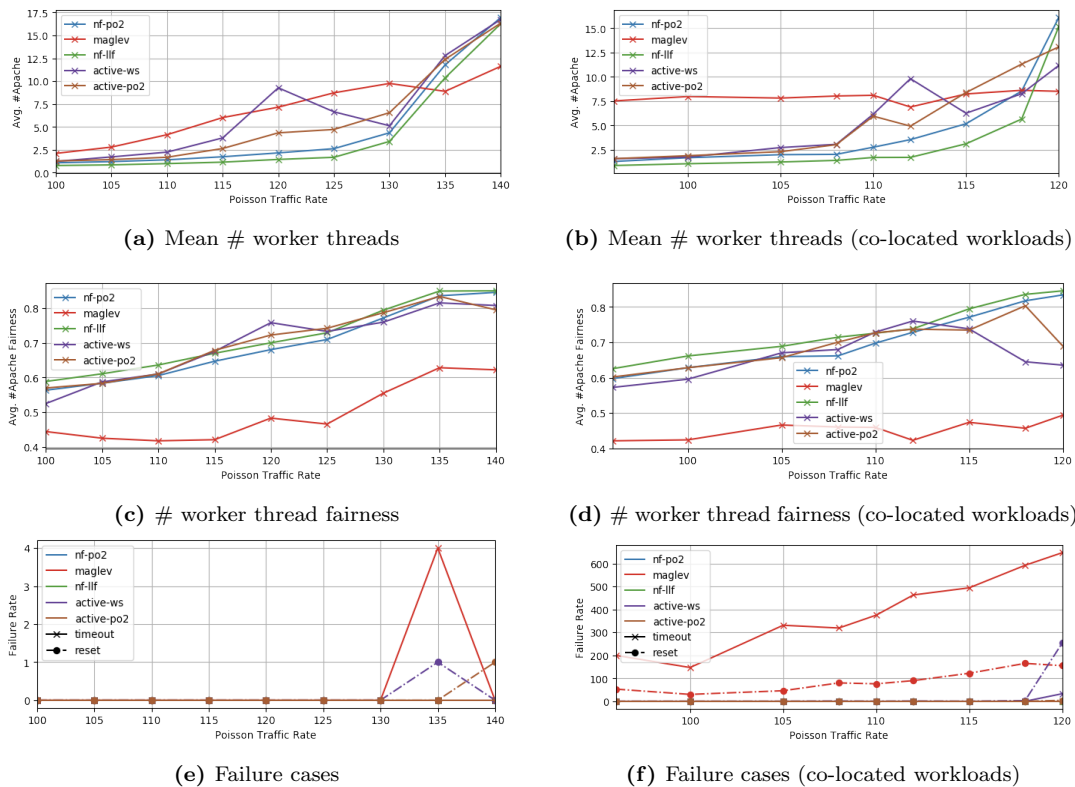 17.5
15.0
12.5
10.0
7.5
5.0
2.5
0.0
Avg. #Apache
nf-po2
maglev
nf-llf
active-ws
active-po2
100 105 110 115 120 125 130 135 140
Poisson Traffic Rate
(a) Mean # worker threads
15.0
12.5
10.0
7.5
5.0
2.5
Avg. #Apache
nf-po2
maglev
nf-llf
active-ws
active-po2
100 105 110 115 120
Poisson Traffic Rate
(b) Mean # worker threads (co-located workloads)
0.8
0.7
0.6
0.5
0.4
Avg. #Apache Fairness
nf-po2
maglev
nf-llf
active-ws
active-po2
100 105 110 115 120 125 130 135 140
Poisson Traffic Rate
(c) # worker thread fairness
0.8
0.7
0.6
0.5
0.4
Avg. #Apache Fairness
nf-po2
maglev
nf-llf
active-ws
active-po2
100 105 110 115 120
Poisson Traffic Rate
(d) # worker thread fairness (co-located workloads)
4
3
2
1
0
Failure Rate
nf-po2
maglev
nf-llf
active-ws
active-po2
timeout
reset
100 105 110 115 120 125 130 135 140
Poisson Traffic Rate
(e) Failure cases
600
500
400
300
200
100
0
Failure Rate
nf-po2
maglev
nf-llf
active-ws
active-po2
timeout
reset
100 105 110 115 120
Poisson Traffic Rate
(f) Failure cases (co-located workloads)